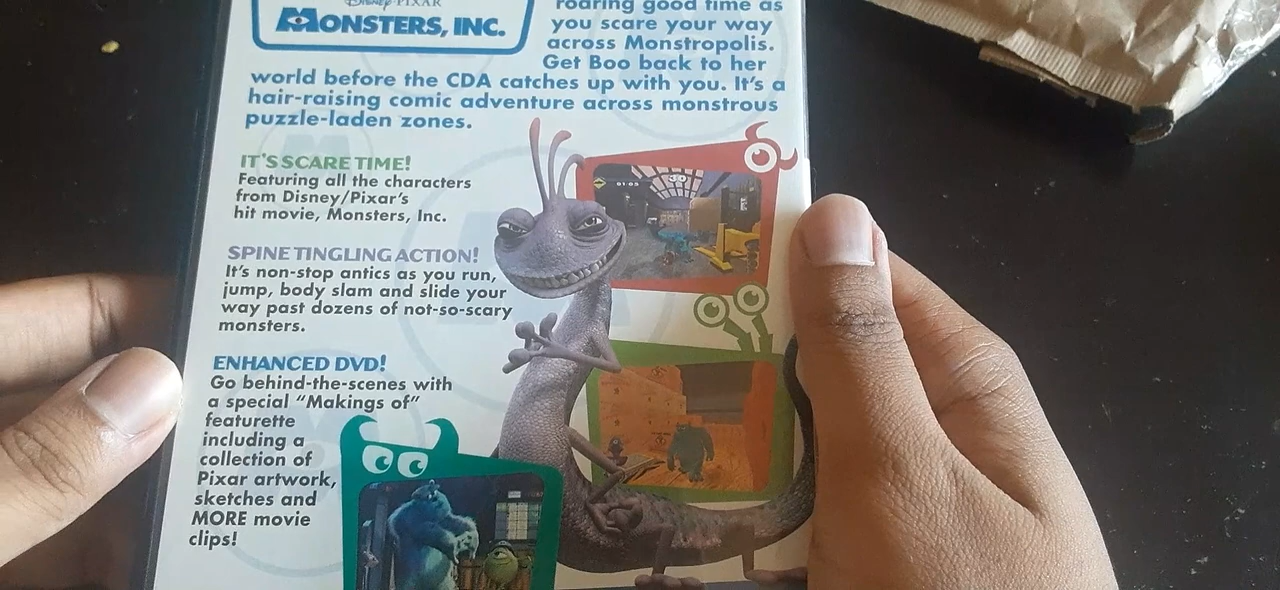 DISNEY·PIXAR
MONSTERS, INC.
roaring good time as
you scare your way
across Monstropolis.
Get Boo back to her
world before the CDA catches up with you. It's a
hair-raising comic adventure across monstrous
puzzle-laden zones.
IT'S SCARE TIME!
Featuring all the characters
from Disney/Pixar's
hit movie, Monsters, Inc.
SPINE TINGLING ACTION!
It's non-stop antics as you run,
jump, body slam and slide your
way past dozens of not-so-scary
monsters.
ENHANCED DVD!
Go behind-the-scenes with
a special "Makings of"
featurette
including a
collection of
Pixar artwork,
sketches and
MORE movie
clips!
01:05